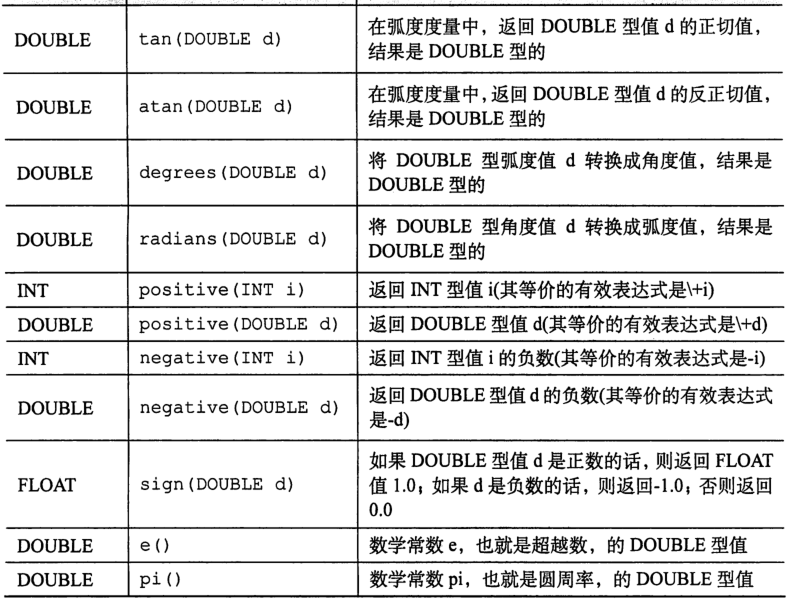 DOUBLE tan(DOUBLE d) 在弧度度量中，返回 DOUBLE 型值 d 的正切值，
结果是 DOUBLE 型的
DOUBLE atan(DOUBLE d) 在弧度度量中，返回 DOUBLE 型值 d 的反正切值，
结果是 DOUBLE 型的
DOUBLE degrees(DOUBLE d) 将 DOUBLE 型弧度值 d 转换成角度值，结果是
DOUBLE 型的
DOUBLE radians(DOUBLE d) 将 DOUBLE 型角度值 d 转换成弧度值，结果是
DOUBLE 型的
INT positive(INT i) 返回 INT 型值 i(其等价的有效表达式是\+i)
DOUBLE positive(DOUBLE d) 返回 DOUBLE 型值 d(其等价的有效表达式是\+d)
INT negative(INT i) 返回 INT 型值 i 的负数(其等价的有效表达式是-i)
DOUBLE negative(DOUBLE d) 返回 DOUBLE 型值 d 的负数(其等价的有效表达式
是-d)
FLOAT sign(DOUBLE d) 如果 DOUBLE 型值 d 是正数的话，则返回 FLOAT
值 1.0；如果 d 是负数的话，则返回-1.0；否则返回
0.0
DOUBLE e() 数学常数 e，也就是超越数，的 DOUBLE 型值
DOUBLE pi() 数学常数 pi，也就是圆周率，的 DOUBLE 型值